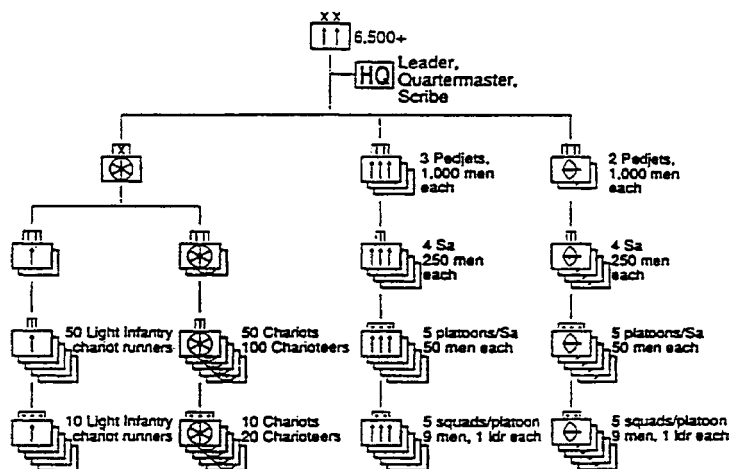 XX
6,500+
HQ
Leader,
Quartermaster,
Scribe
X
3 Pedjets,
1,000 men
each
2 Pedjets,
1,000 men
each
4 Sa
250 men
each
4 Sa
250 men
each
50 Light Infantry
chariot runners
50 Chariots
100 Charioteers
5 platoons/Sa
50 men each
5 platoons/Sa
50 men each
10 Light Infantry
chariot runners
10 Chariots
20 Charioteers
5 squads/platoon
9 men, 1 ldr each
5 squads/platoon
9 men, 1 ldr each